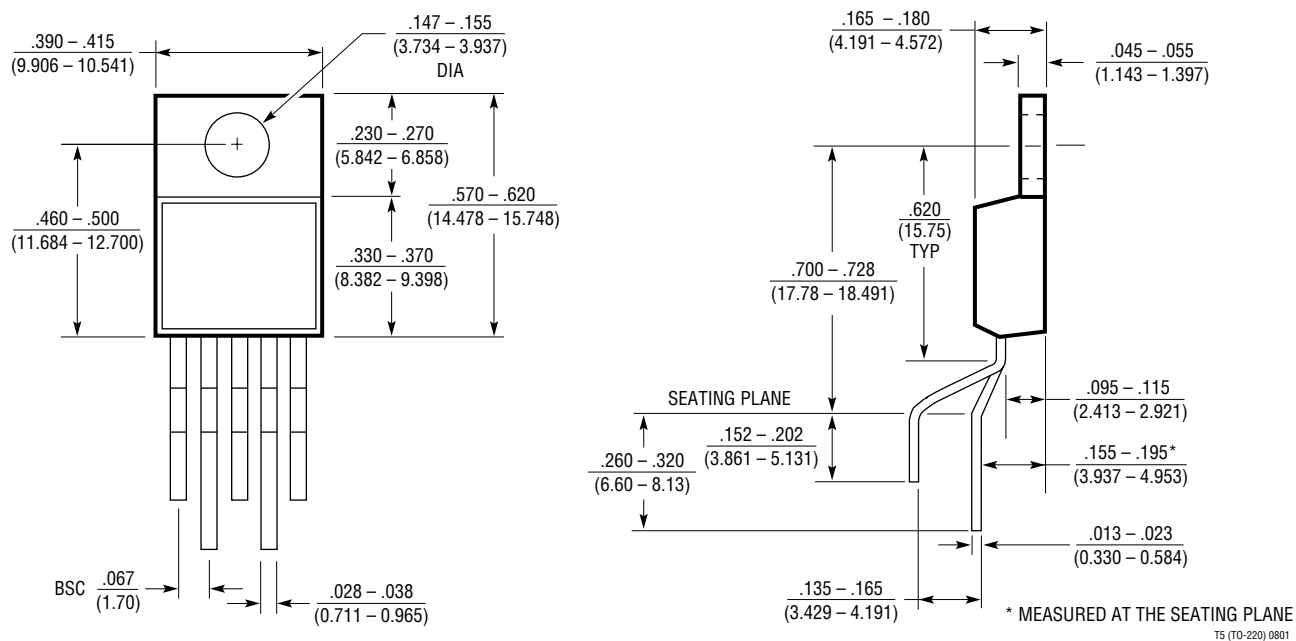 .390 – .415
(9.906 – 10.541)
.147 – .155
(3.734 – 3.937)
DIA
.230 – .270
(5.842 – 6.858)
.460 – .500
(11.684 – 12.700)
.570 – .620
(14.478 – 15.748)
.330 – .370
(8.382 – 9.398)
BSC
.067
(1.70)
.028 – .038
(0.711 – 0.965)
.165 – .180
(4.191 – 4.572)
.045 – .055
(1.143 – 1.397)
.620
(15.75)
TYP
.700 – .728
(17.78 – 18.491)
SEATING PLANE
.152 – .202
(3.861 – 5.131)
.260 – .320
(6.60 – 8.13)
.095 – .115
(2.413 – 2.921)
.155 – .195*
(3.937 – 4.953)
.013 – .023
(0.330 – 0.584)
.135 – .165
(3.429 – 4.191)
* MEASURED AT THE SEATING PLANE
T5 (TO-220) 0801